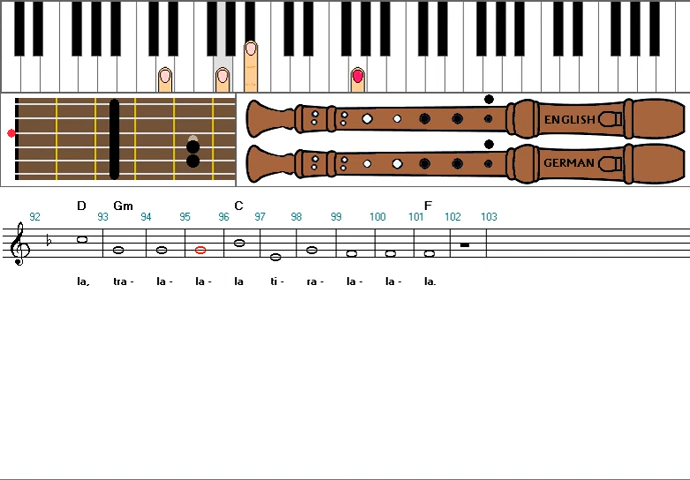 ENGLISH
GERMAN
D Gm C F
92 93 94 95 96 97 98 99 100 101 102 103
la, tra - la - la - la ti - ra - la - la - la.